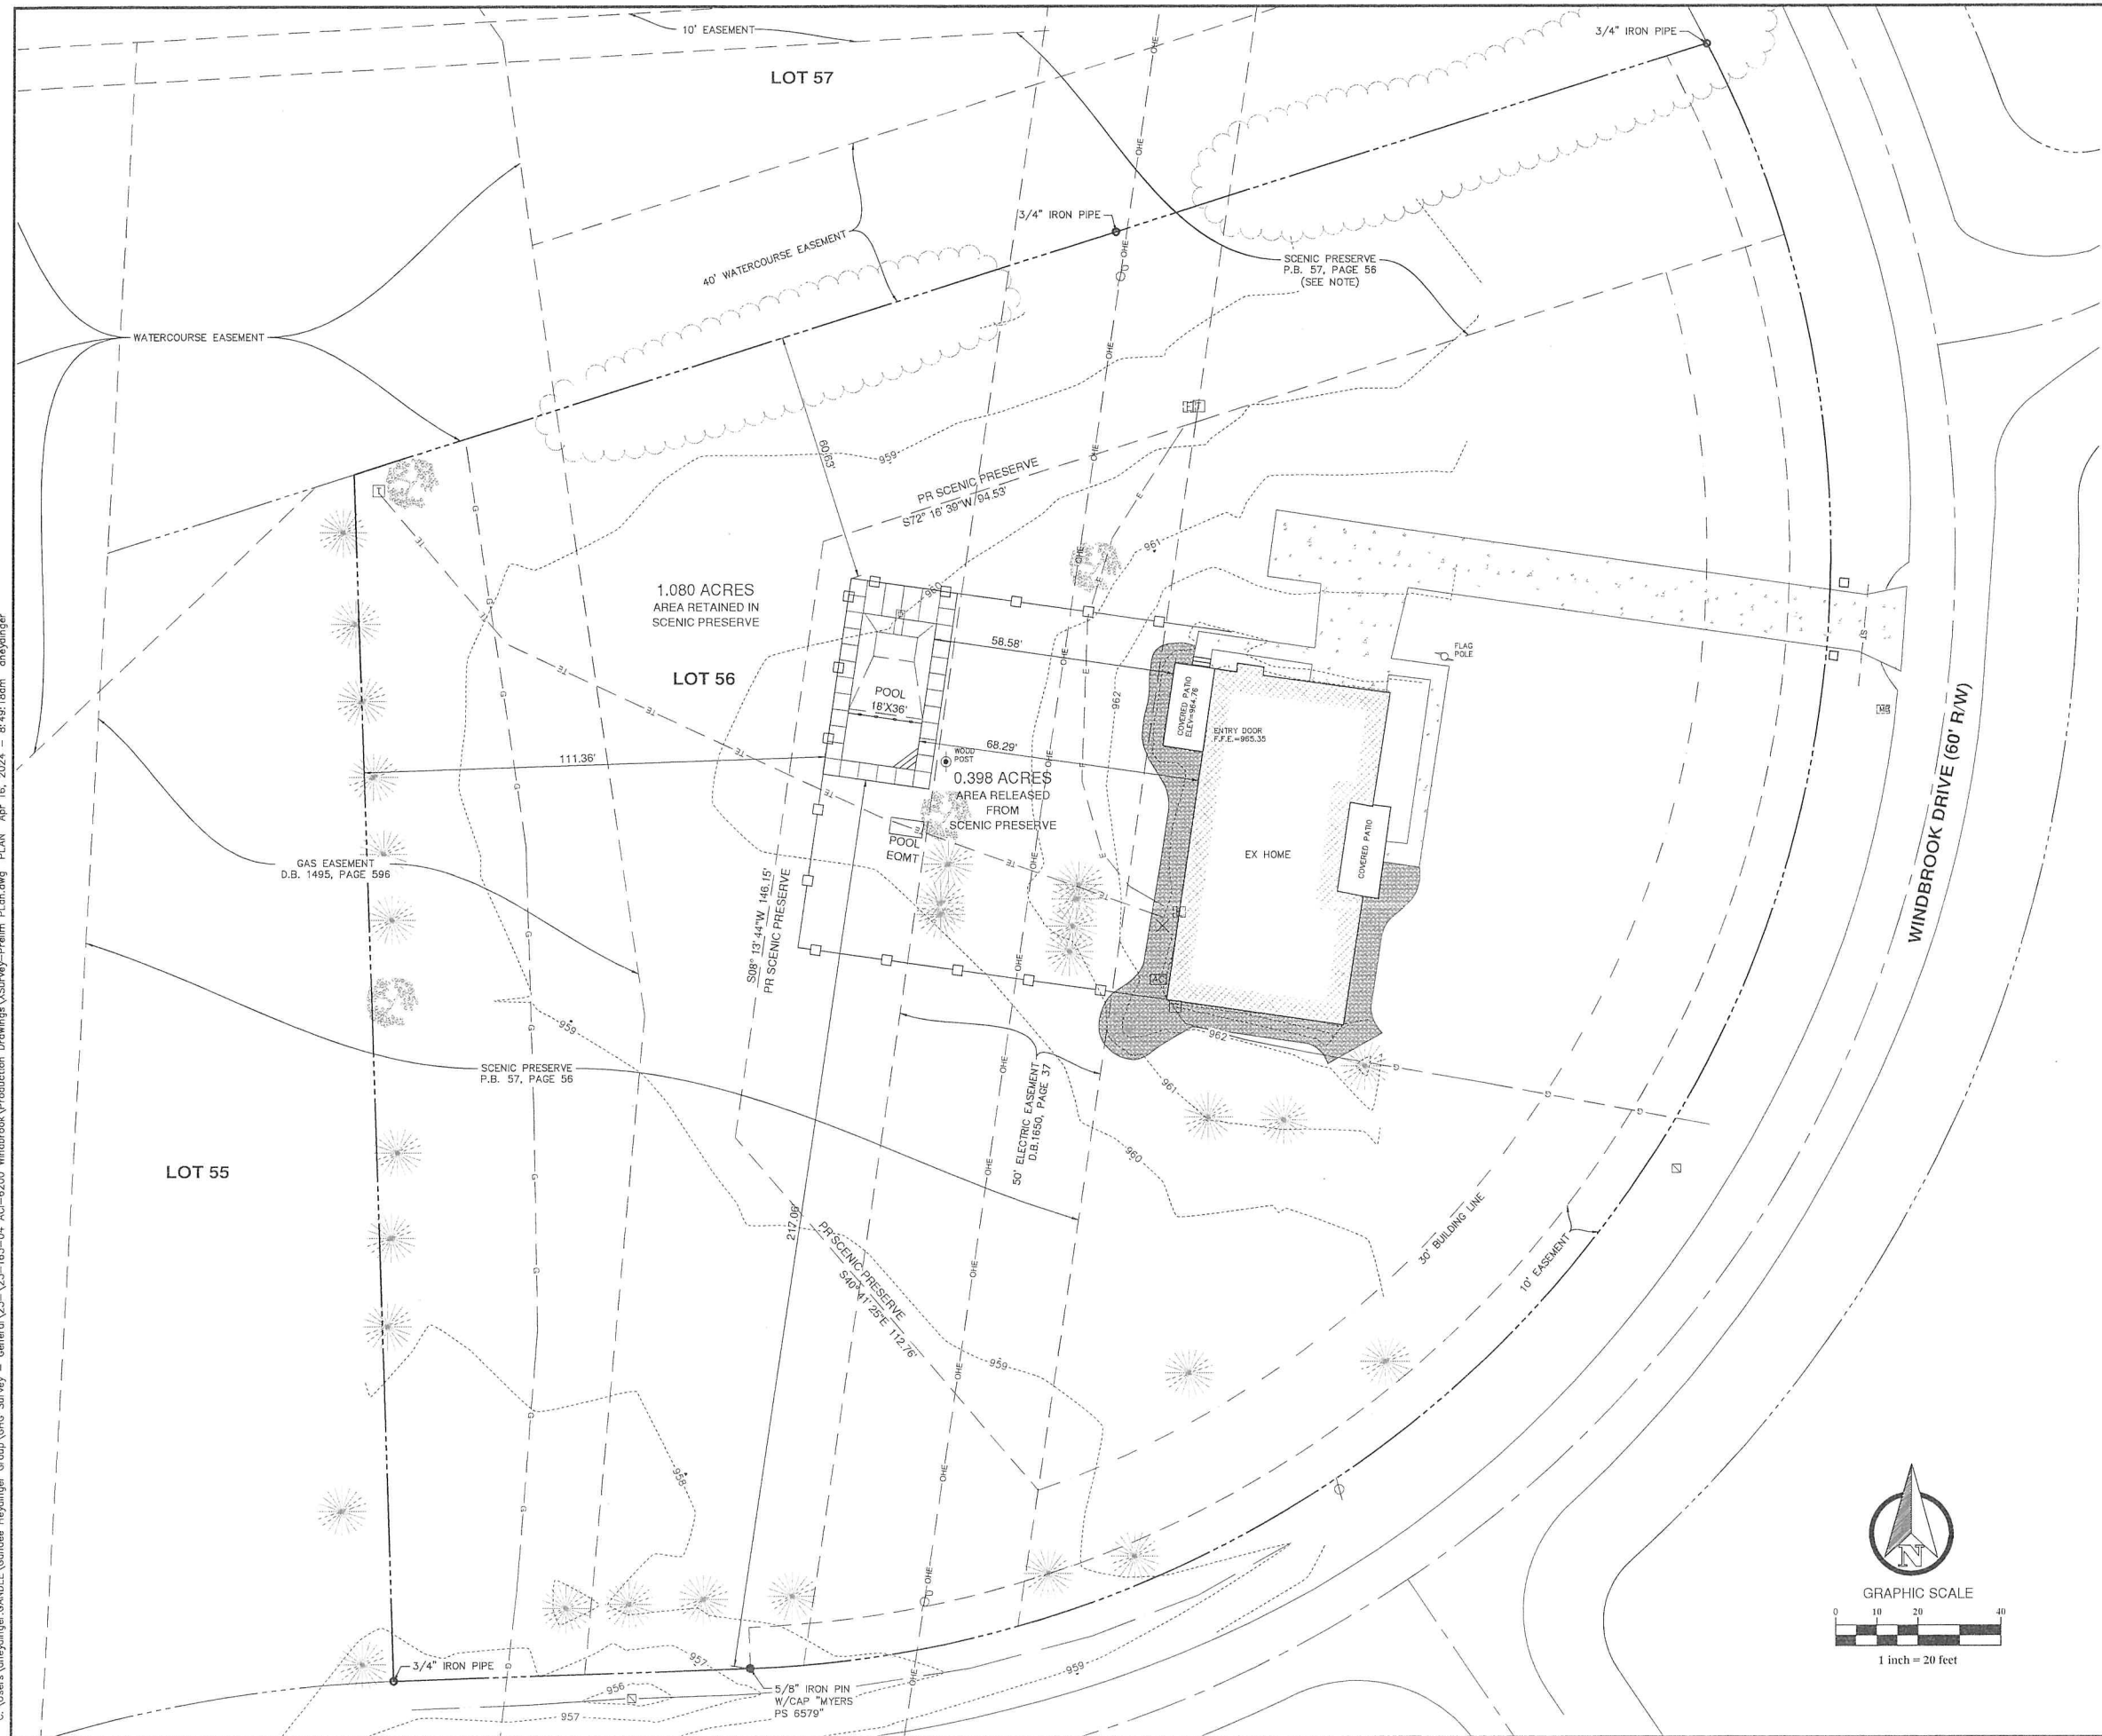 10' EASEMENT
3/4" IRON PIPE
LOT 57
OHE
3/4" IRON PIPE
40' WATERCOURSE EASEMENT
SCENIC PRESERVE
P.B. 57, PAGE 56
(SEE NOTE)
WATERCOURSE EASEMENT
60.63'
959
PR SCENIC PRESERVE
S72° 16' 39"W 94.53'
961
960
1.080 ACRES
AREA RETAINED IN
SCENIC PRESERVE
58.58'
FLAG
POLE
ST
LOT 56
962
POOL
18'X36'
COVERED PATIO
ELEV=964.76
ENTRY DOOR
F.F.E.=965.35
MB
WINDBROOK DRIVE (60' R/W)
111.36'
68.29'
WOOD
POST
0.398 ACRES
AREA RELEASED
FROM
SCENIC PRESERVE
POOL
EQMT
EX HOME
COVERED PATIO
GAS EASEMENT
D.B. 1495, PAGE 596
S08° 13' 44"W 146.15'
PR SCENIC PRESERVE
AC
959
962
961
SCENIC PRESERVE
P.B. 57, PAGE 56
50' ELECTRIC EASEMENT
D.B.1650, PAGE 37
960
LOT 55
217.06'
PR SCENIC PRESERVE
S40° 41' 25"E 112.76'
30' BUILDING LINE
10' EASEMENT
959
958
N
GRAPHIC SCALE
0 10 20 40
1 inch = 20 feet
3/4" IRON PIPE
957
959
956
957
5/8" IRON PIN
W/CAP "MYERS
PS 6579"